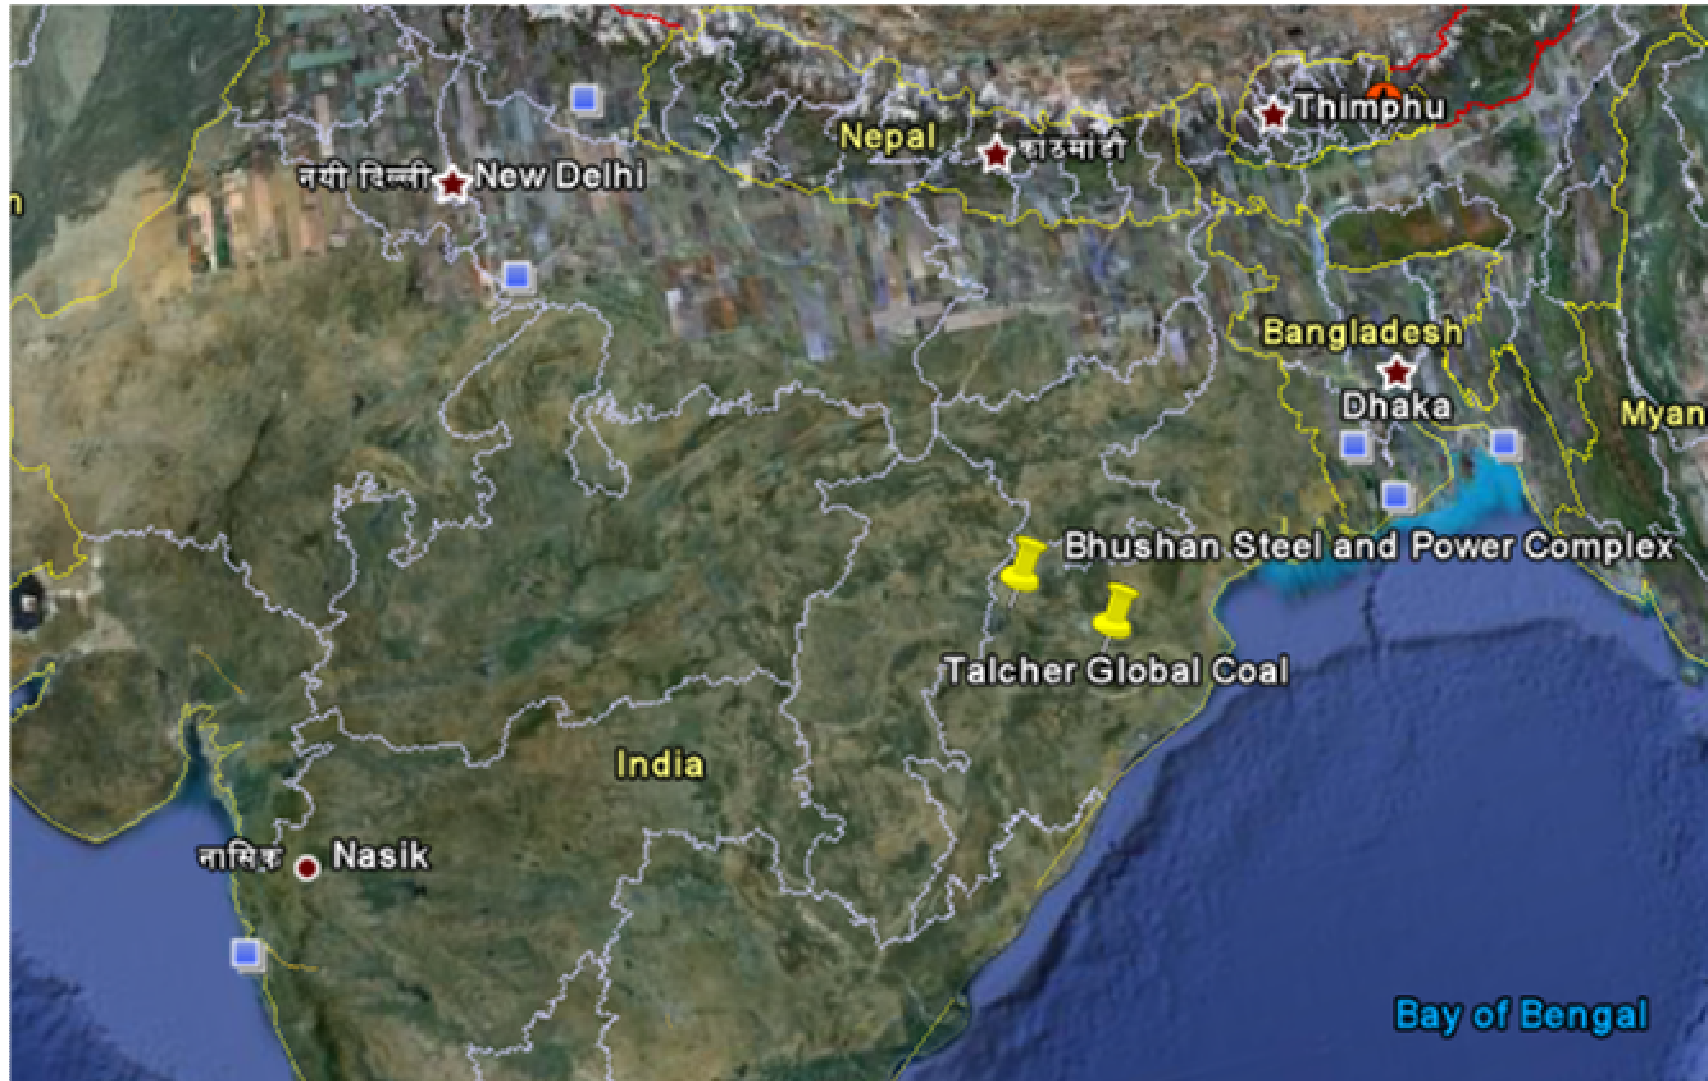 Thimphu
Nepal
काठमांडौ
नयी दिल्ली New Delhi
n
Bangladesh
Dhaka
Myan
Bhushan Steel and Power Complex
Talcher Global Coal
India
नासिक Nasik
Bay of Bengal